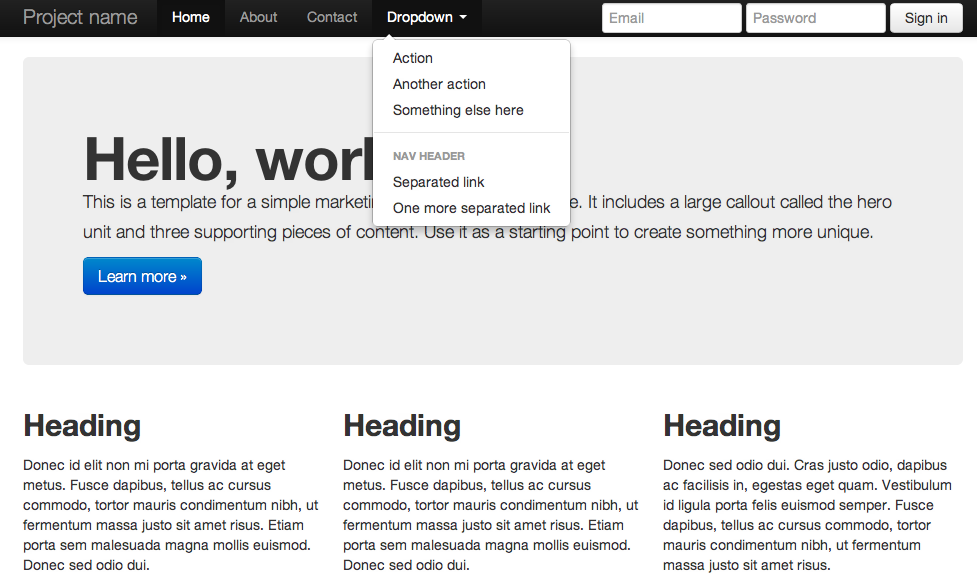 Project name Home About Contact Dropdown Email Password Sign in
Action
Another action
Something else here
NAV HEADER
Separated link
One more separated link
Hello, worl
This is a template for a simple marketin e. It includes a large callout called the hero
unit and three supporting pieces of content. Use it as a starting point to create something more unique.
Learn more »
Heading
Donec id elit non mi porta gravida at eget
metus. Fusce dapibus, tellus ac cursus
commodo, tortor mauris condimentum nibh, ut
fermentum massa justo sit amet risus. Etiam
porta sem malesuada magna mollis euismod.
Donec sed odio dui.
Heading
Donec id elit non mi porta gravida at eget
metus. Fusce dapibus, tellus ac cursus
commodo, tortor mauris condimentum nibh, ut
fermentum massa justo sit amet risus. Etiam
porta sem malesuada magna mollis euismod.
Donec sed odio dui.
Heading
Donec sed odio dui. Cras justo odio, dapibus
ac facilisis in, egestas eget quam. Vestibulum
id ligula porta felis euismod semper. Fusce
dapibus, tellus ac cursus commodo, tortor
mauris condimentum nibh, ut fermentum
massa justo sit amet risus.